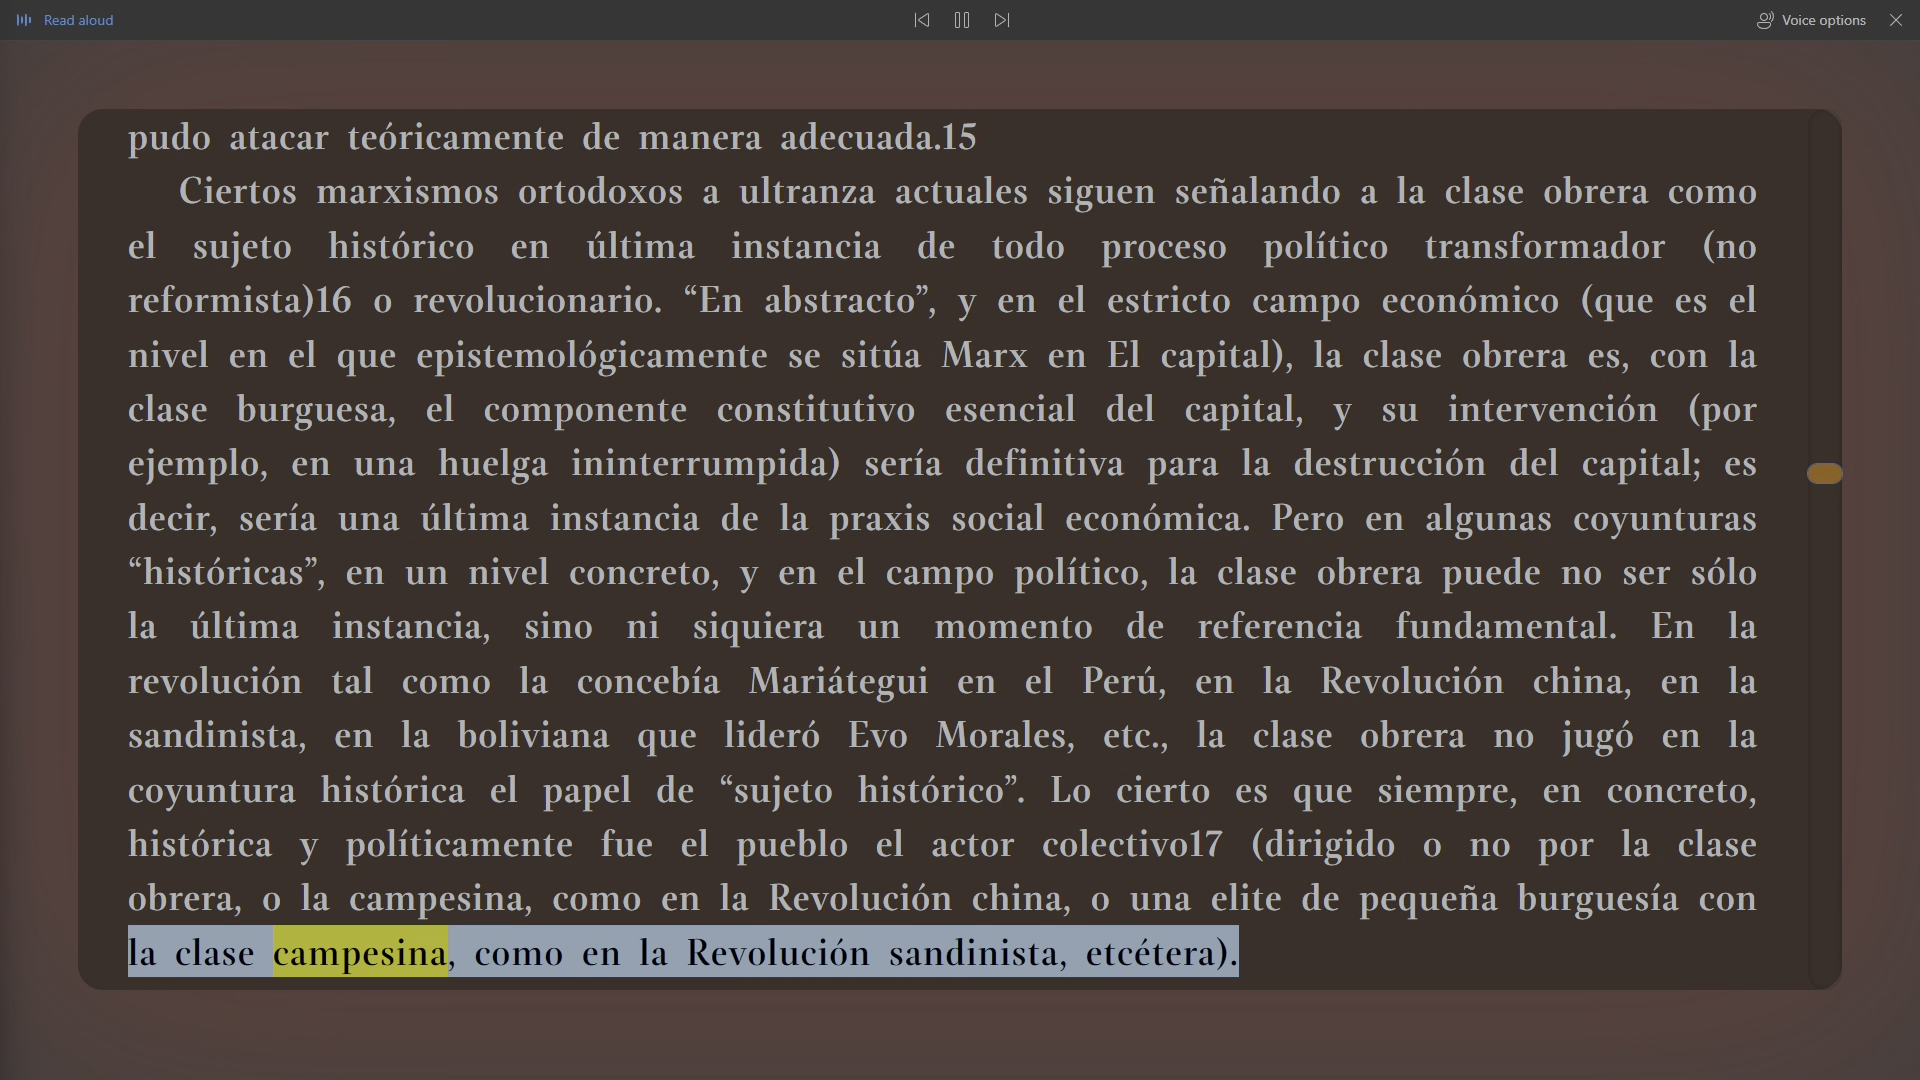 Read aloud
Voice options
pudo atacar teóricamente de manera adecuada.15
Ciertos marxismos ortodoxos a ultranza actuales siguen señalando a la clase obrera como
el sujeto histórico en última instancia de todo proceso político transformador (no
reformista)16 o revolucionario. “En abstracto”, y en el estricto campo económico (que es el
nivel en el que epistemológicamente se sitúa Marx en El capital), la clase obrera es, con la
clase burguesa, el componente constitutivo esencial del capital, y su intervención (por
ejemplo, en una huelga ininterrumpida) sería definitiva para la destrucción del capital; es
decir, sería una última instancia de la praxis social económica. Pero en algunas coyunturas
“históricas”, en un nivel concreto, y en el campo político, la clase obrera puede no ser sólo
la última instancia, sino ni siquiera un momento de referencia fundamental. En la
revolución tal como la concebía Mariátegui en el Perú, en la Revolución china, en la
sandinista, en la boliviana que lideró Evo Morales, etc., la clase obrera no jugó en la
coyuntura histórica el papel de “sujeto histórico”. Lo cierto es que siempre, en concreto,
histórica y políticamente fue el pueblo el actor colectivo17 (dirigido o no por la clase
obrera, o la campesina, como en la Revolución china, o una elite de pequeña burguesía con
la clase campesina, como en la Revolución sandinista, etcétera).